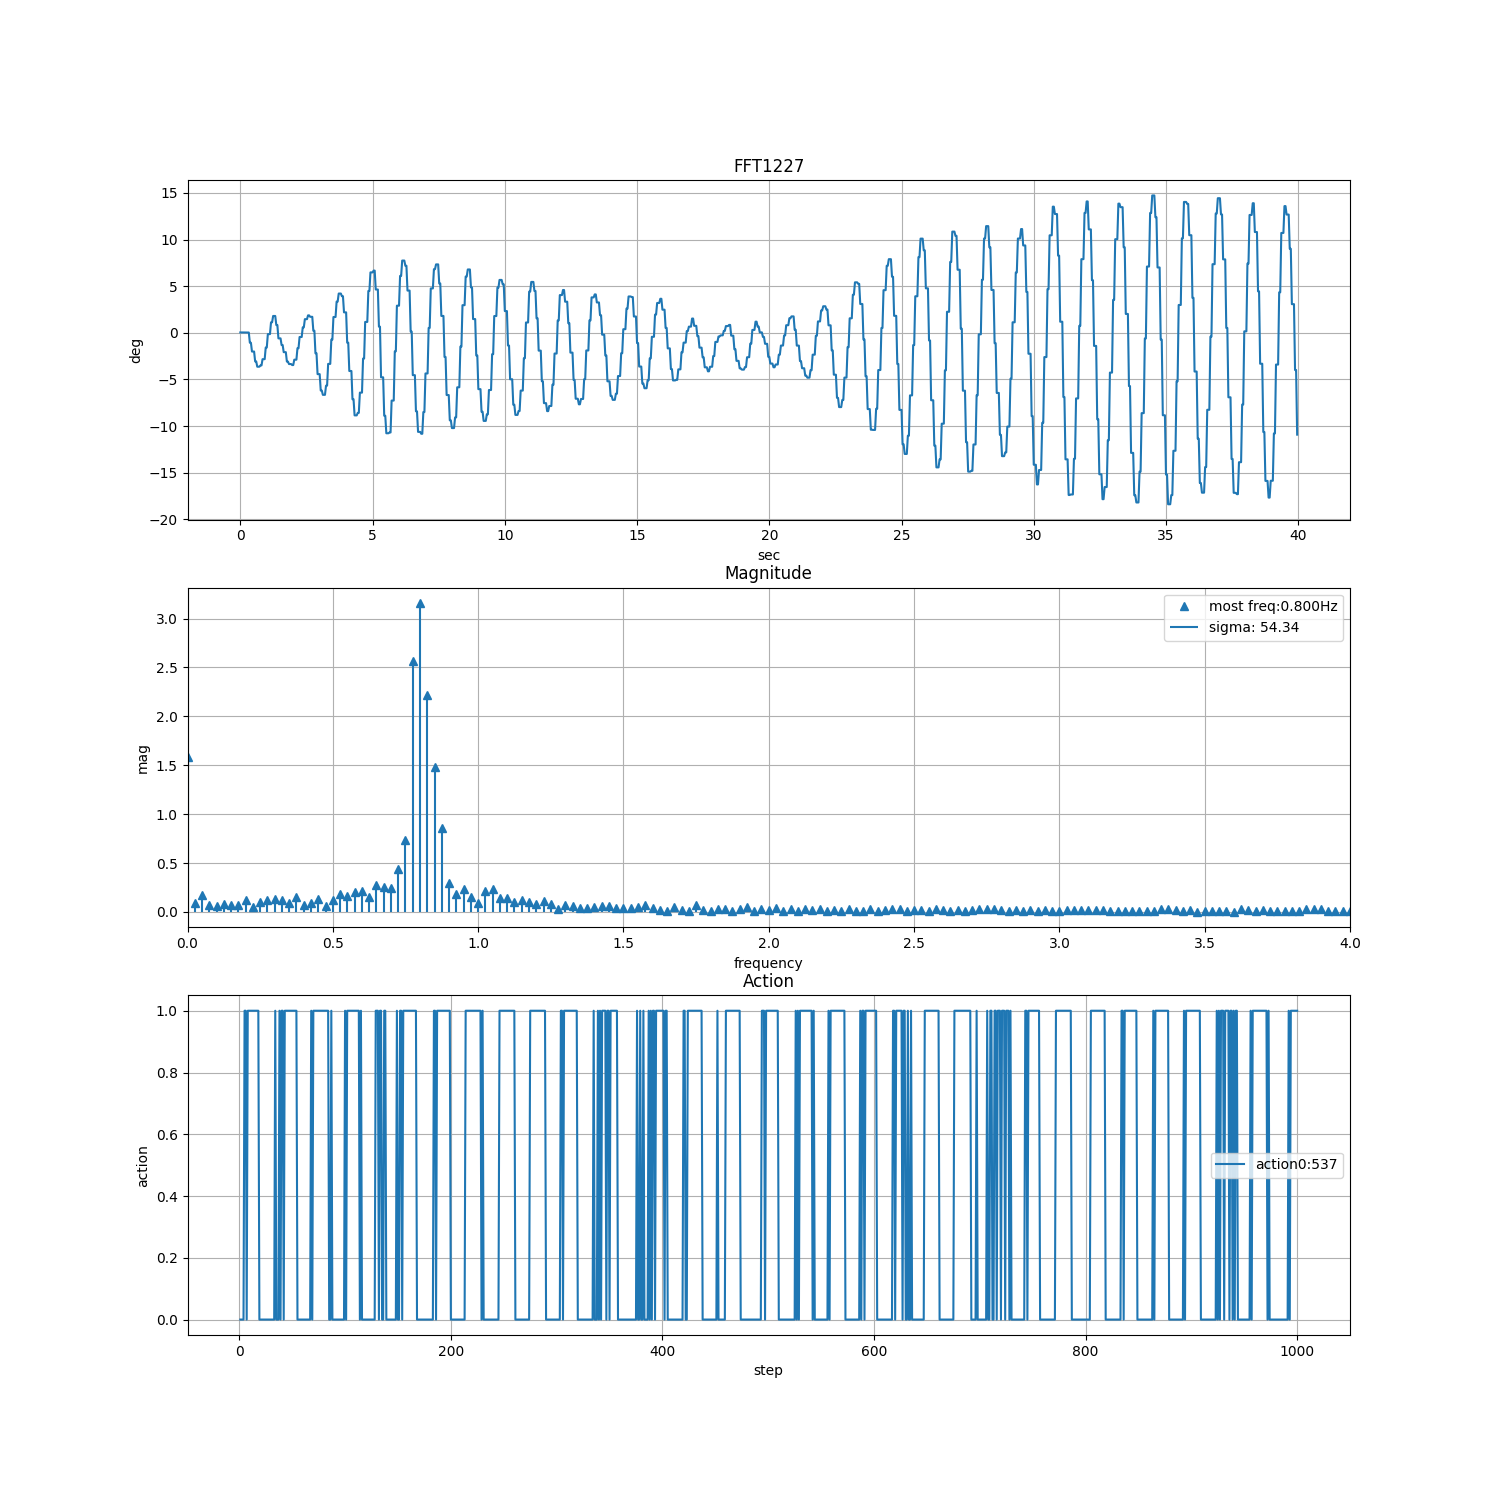 FFT1227
15
10
5
0
−5
−10
−15
−20
deg
0 5 10 15 20 25 30 35 40
sec
Magnitude
most freq:0.800Hz
sigma: 54.34
3.0
2.5
2.0
1.5
1.0
0.5
0.0
mag
0.0 0.5 1.0 1.5 2.0 2.5 3.0 3.5 4.0
frequency
Action
1.0
0.8
0.6
0.4
0.2
0.0
action
action0:537
0 200 400 600 800 1000
step